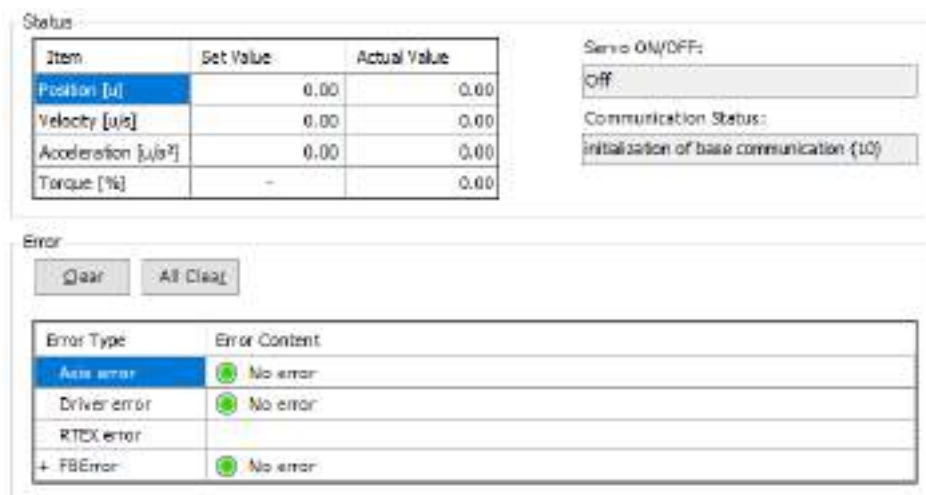 Status
Item Set Value Actual Value
Position [u] 0.00 0.00
Velocity [u/s] 0.00 0.00
Acceleration [u/s²] 0.00 0.00
Torque [%] - 0.00
Servo ON/OFF:
Off
Communication Status:
initialization of base communication (10)
Error
Clear All Clear
Error Type Error Content
Axis error No error
Driver error No error
RTEX error
+ FBError No error